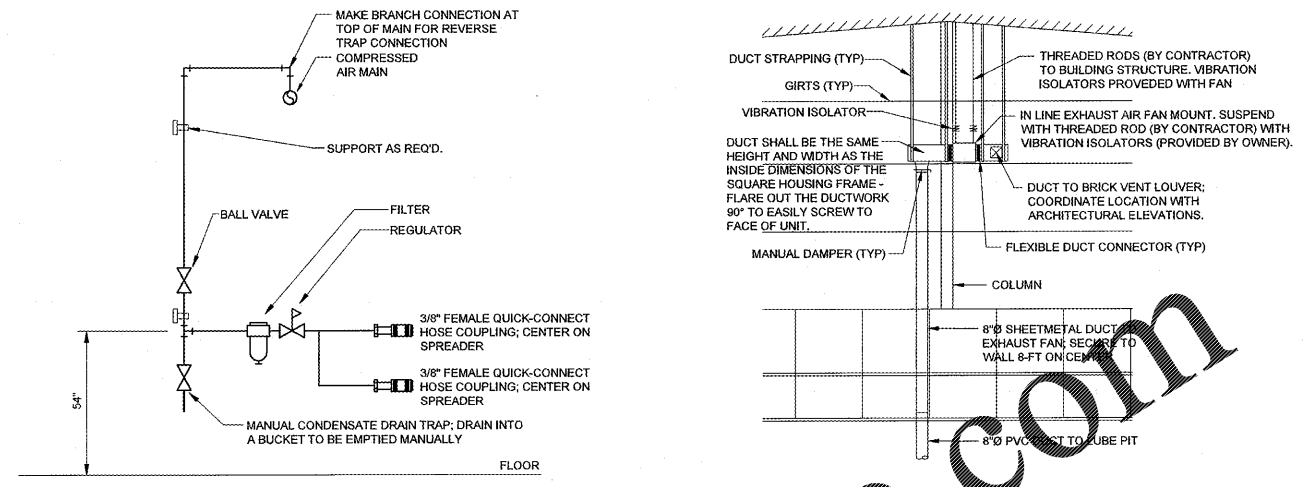 MAKE BRANCH CONNECTION AT
TOP OF MAIN FOR REVERSE
TRAP CONNECTION
COMPRESSED
AIR MAIN
SUPPORT AS REQ'D.
BALL VALVE
FILTER
REGULATOR
3/8" FEMALE QUICK-CONNECT
HOSE COUPLING; CENTER ON
SPREADER
3/8" FEMALE QUICK-CONNECT
HOSE COUPLING; CENTER ON
SPREADER
54"
MANUAL CONDENSATE DRAIN TRAP; DRAIN INTO
A BUCKET TO BE EMPTIED MANUALLY
FLOOR
DUCT STRAPPING (TYP)
GIRTS (TYP)
VIBRATION ISOLATOR
DUCT SHALL BE THE SAME
HEIGHT AND WIDTH AS THE
INSIDE DIMENSIONS OF THE
SQUARE HOUSING FRAME -
FLARE OUT THE DUCTWORK
90° TO EASILY SCREW TO
FACE OF UNIT.
MANUAL DAMPER (TYP)
THREADED RODS (BY CONTRACTOR)
TO BUILDING STRUCTURE. VIBRATION
ISOLATORS PROVEDED WITH FAN
IN LINE EXHAUST AIR FAN MOUNT. SUSPEND
WITH THREADED ROD (BY CONTRACTOR) WITH
VIBRATION ISOLATORS (PROVIDED BY OWNER).
DUCT TO BRICK VENT LOUVER;
COORDINATE LOCATION WITH
ARCHITECTURAL ELEVATIONS.
FLEXIBLE DUCT CONNECTOR (TYP)
COLUMN
8"Ø SHEETMETAL DUCT TO
EXHAUST FAN; SECURE TO
WALL 8-FT ON CENTER
8"Ø PVC DUCT TO LUBE PIT
.com